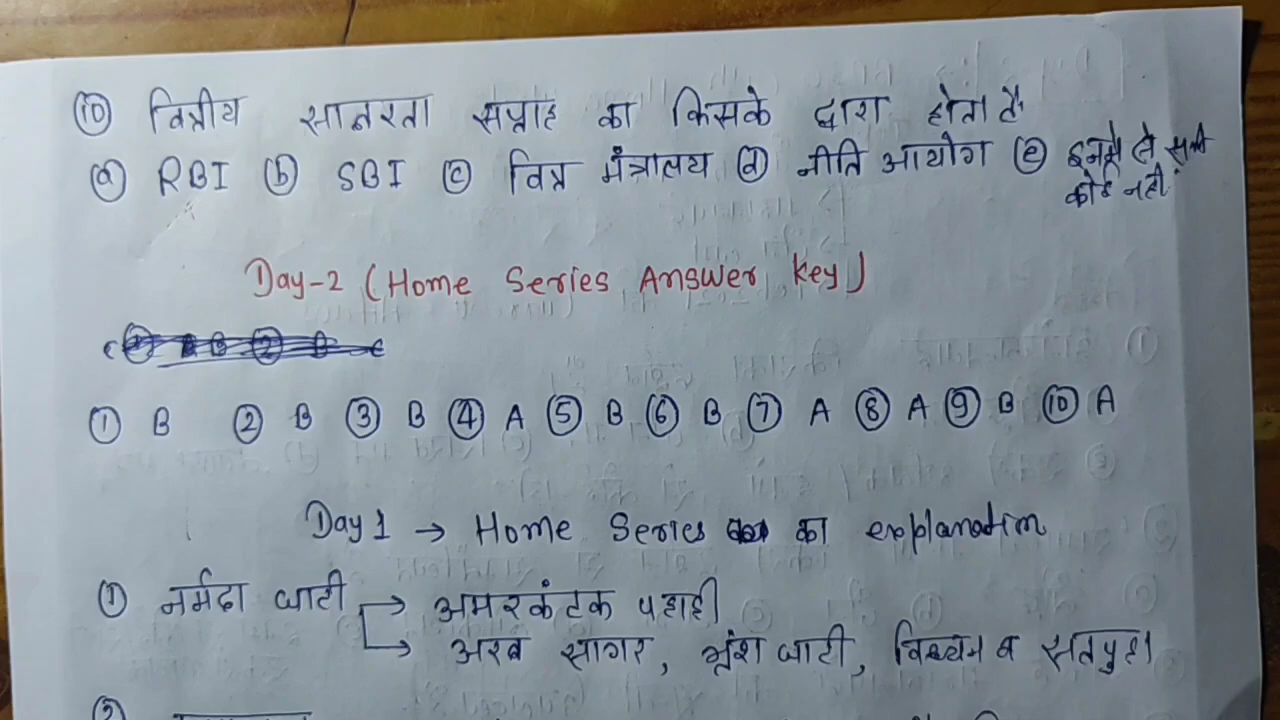 ⑩ वित्तीय साक्षरता सप्ताह का किसके द्वारा होता है
ⓐ RBI ⓑ SBI ⓒ वित्त मंत्रालय ⓓ नीति आयोग ⓔ इनमे से
कोई नहीं
Day-2 (Home Series Answer Key)
① B ② B ③ B ④ A ⑤ B ⑥ B ⑦ A ⑧ A ⑨ B ⑩ A
Day 1 → Home Series का explanation
① नर्मदा घाटी → अमरकंटक पहाड़ी
→ अरब सागर, भ्रंश घाटी, विंध्यन व सतपुड़ा
②